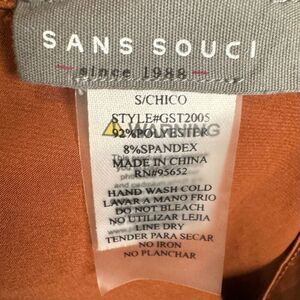 SANS SOUCI
since 1988
S/CHICO
STYLE#GST2005
WARNING
92%POLYESTER
8%SPANDEX
MADE IN CHINA
RN#95652
HAND WASH COLD
LAVAR A MANO FRIO
DO NOT BLEACH
NO UTILIZAR LEJIA
LINE DRY
TENDER PARA SECAR
NO IRON
NO PLANCHAR